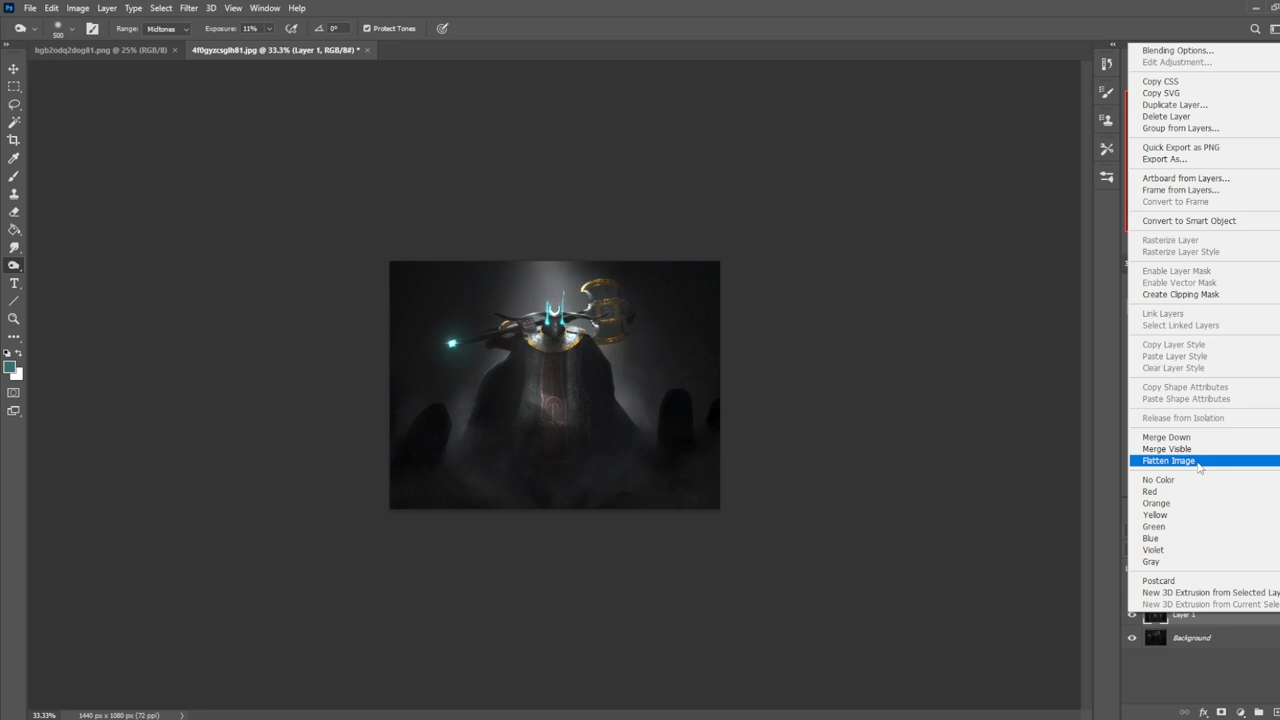 File Edit Image Layer Type Select Filter 3D View Window Help
500 Range: Midtones Exposure: 11% 0° Protect Tones
hgb2odq2dog81.png @ 25% (RGB/8) × 4f0gyzcsglh81.jpg @ 33.3% (Layer 1, RGB/8#) * ×
Blending Options...
Edit Adjustment...
Copy CSS
Copy SVG
Duplicate Layer...
Delete Layer
Group from Layers...
Quick Export as PNG
Export As...
Artboard from Layers...
Frame from Layers...
Convert to Frame
Convert to Smart Object
Rasterize Layer
Rasterize Layer Style
Enable Layer Mask
Enable Vector Mask
Create Clipping Mask
Link Layers
Select Linked Layers
Copy Layer Style
Paste Layer Style
Clear Layer Style
Copy Shape Attributes
Paste Shape Attributes
Release from Isolation
Merge Down
Merge Visible
Flatten Image
No Color
Red
Orange
Yellow
Green
Blue
Violet
Gray
Postcard
New 3D Extrusion from Selected Lay
New 3D Extrusion from Current Sele
Layer 1
Background
33.33% 1440 px x 1080 px (72 ppi)